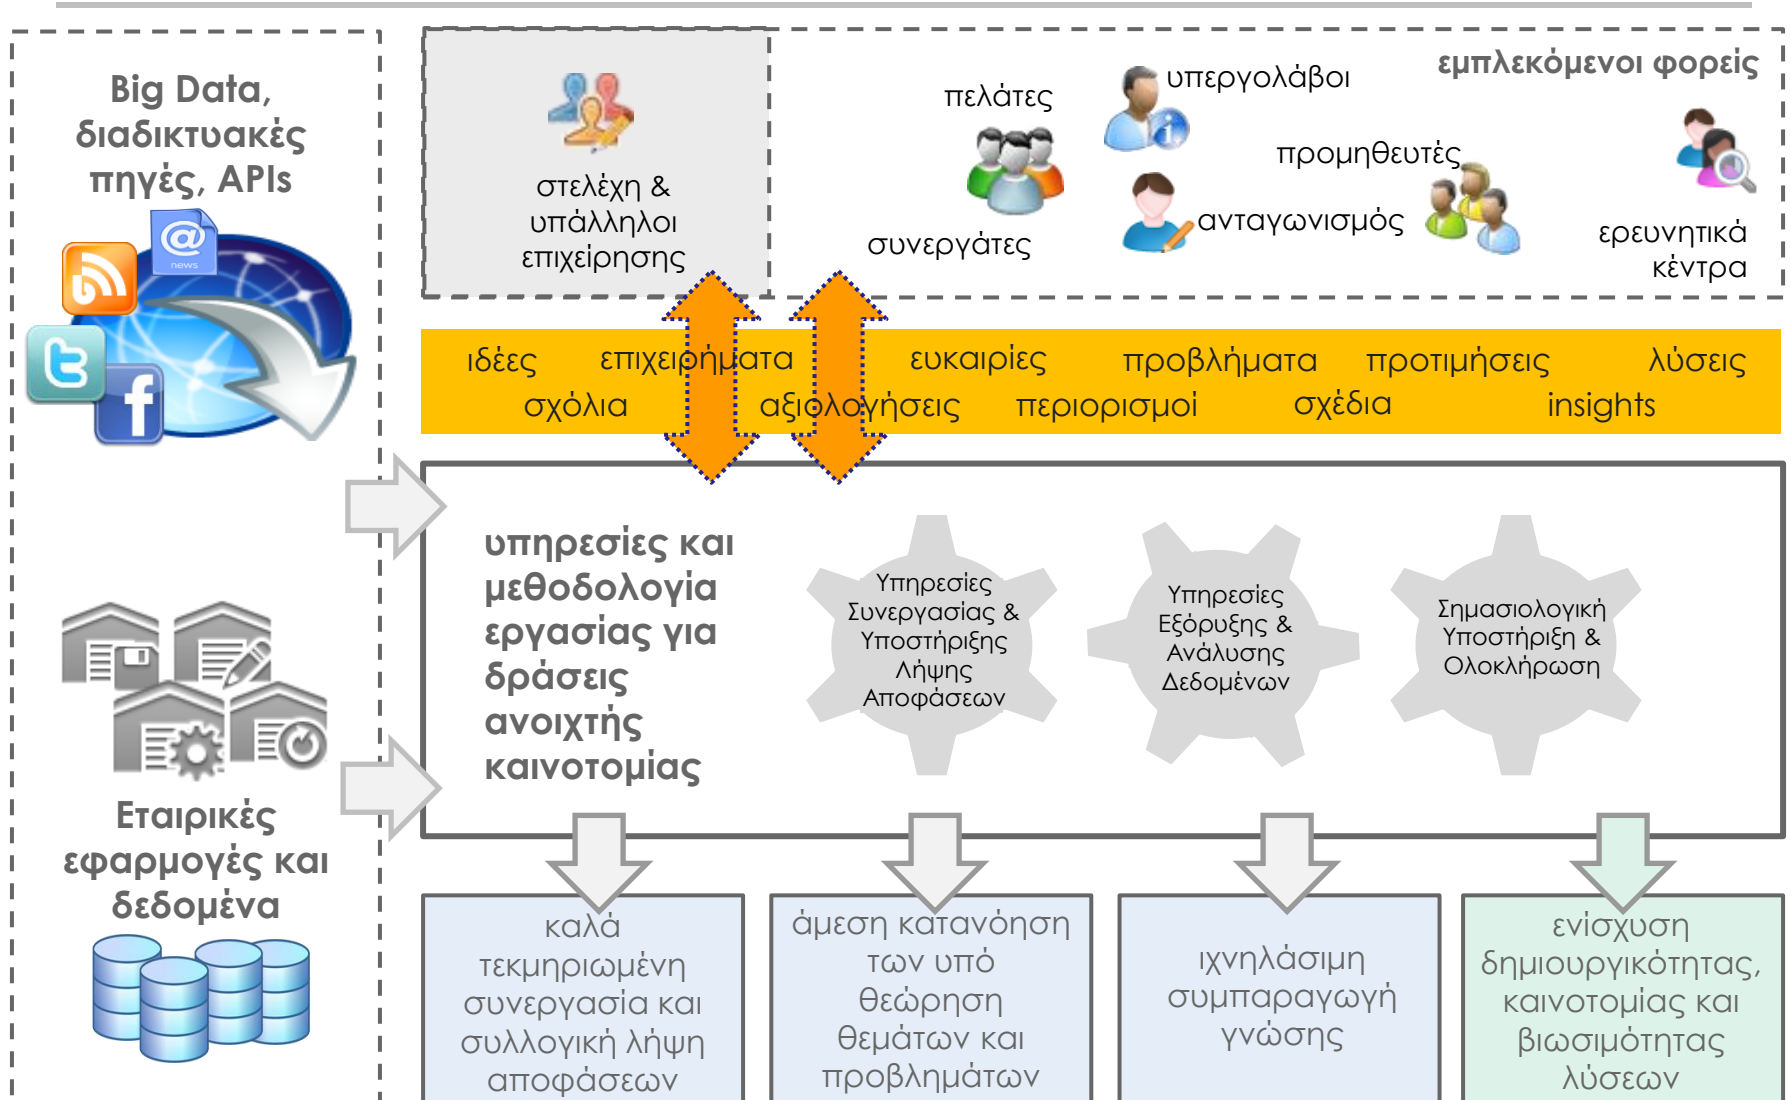 Big Data,
διαδικτυακές
πηγές, APIs
news
Εταιρικές
εφαρμογές και
δεδομένα
στελέχη &
υπάλληλοι
επιχείρησης
εμπλεκόμενοι φορείς
πελάτες
υπεργολάβοι
προμηθευτές
συνεργάτες
ανταγωνισμός
ερευνητικά
κέντρα
ιδέες επιχειρήματα ευκαιρίες προβλήματα προτιμήσεις λύσεις
σχόλια αξιολογήσεις περιορισμοί σχέδια insights
υπηρεσίες και
μεθοδολογία
εργασίας για
δράσεις
ανοιχτής
καινοτομίας
Υπηρεσίες
Συνεργασίας &
Υποστήριξης
Λήψης
Αποφάσεων
Υπηρεσίες
Εξόρυξης &
Ανάλυσης
Δεδομένων
Σημασιολογική
Υποστήριξη &
Ολοκλήρωση
καλά
τεκμηριωμένη
συνεργασία και
συλλογική λήψη
αποφάσεων
άμεση κατανόηση
των υπό
θεώρηση
θεμάτων και
προβλημάτων
ιχνηλάσιμη
συμπαραγωγή
γνώσης
ενίσχυση
δημιουργικότητας,
καινοτομίας και
βιωσιμότητας
λύσεων